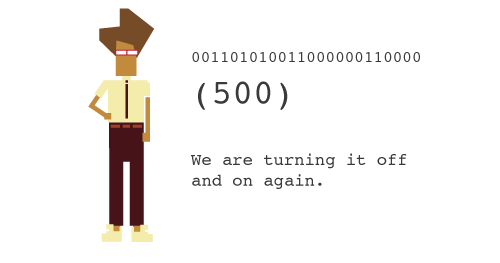 001101010011000000110000
(500)
We are turning it off
and on again.